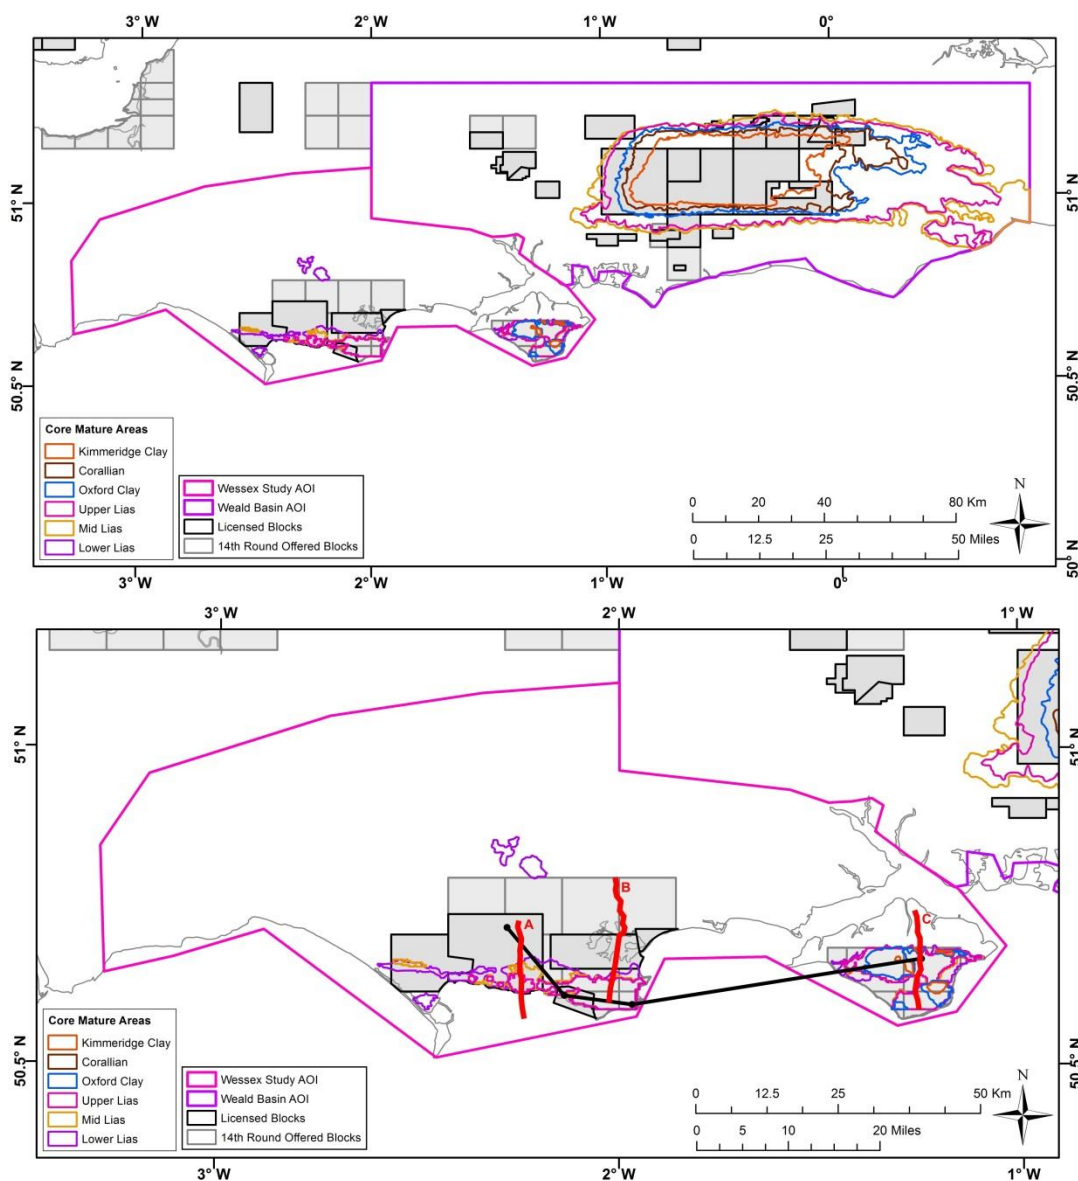 3° W 2° W 1° W 0°
51° N 51° N
50.5° N 50.5° N
Core Mature Areas
Kimmeridge Clay
Corallian
Oxford Clay
Upper Lias
Mid Lias
Lower Lias
Wessex Study AOI
Weald Basin AOI
Licensed Blocks
14th Round Offered Blocks
0 20 40 80 Km
0 12.5 25 50 Miles
N
50° N
3° W 2° W 1° W 0°
3° W 2° W 1° W
51° N 51° N
A B C
50.5° N 50.5° N
Core Mature Areas
Kimmeridge Clay
Corallian
Oxford Clay
Upper Lias
Mid Lias
Lower Lias
Wessex Study AOI
Weald Basin AOI
Licensed Blocks
14th Round Offered Blocks
0 12.5 25 50 Km
0 5 10 20 Miles
N
3° W 2° W 1° W